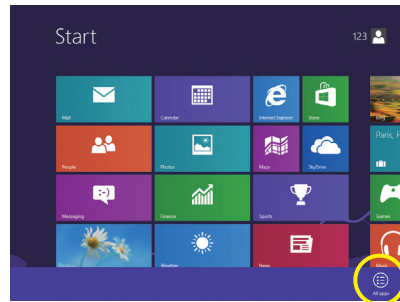 Start
123
Mail
Calendar
Internet Explorer
Store
People
Photos
Maps
SkyDrive
Paris, F
Messaging
Finance
Sports
Games
Weather
News
Music
All apps